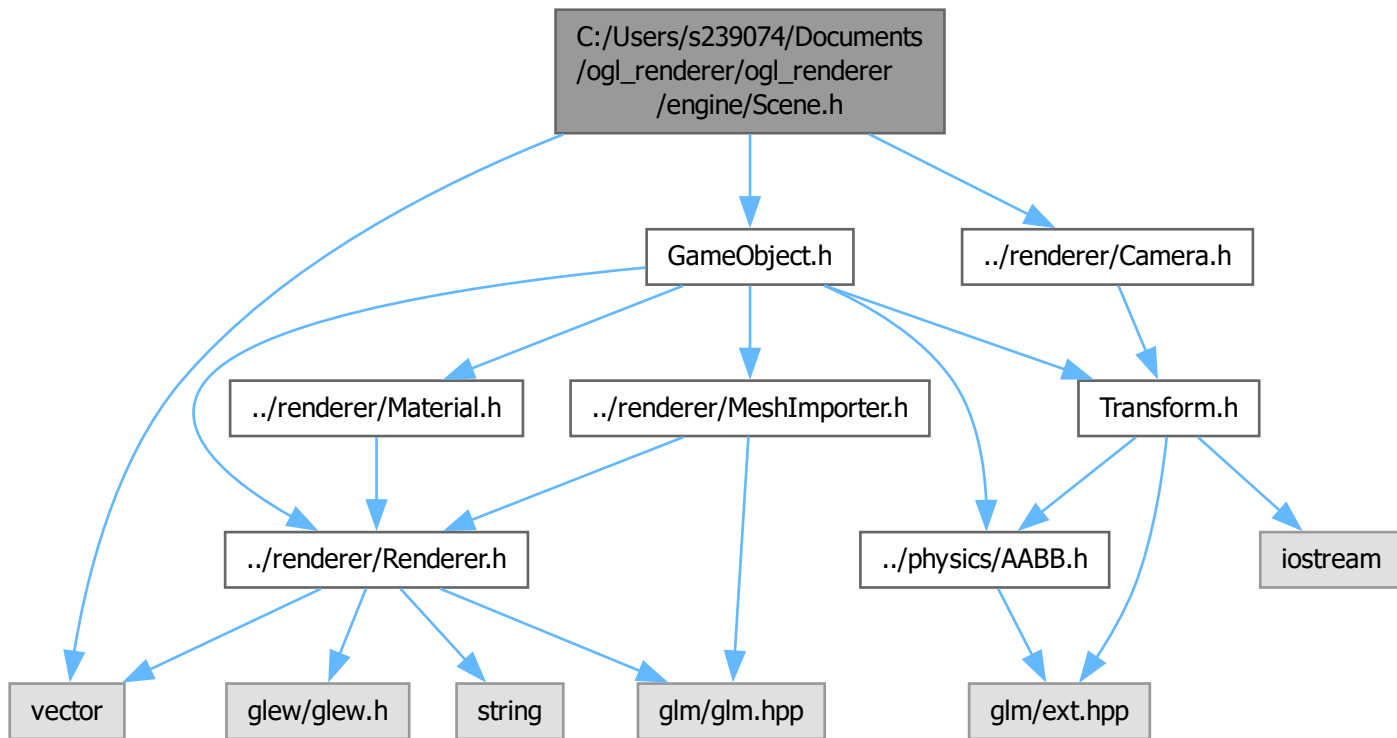 C:/Users/s239074/Documents
/ogl_renderer/ogl_renderer
/engine/Scene.h
GameObject.h
../renderer/Camera.h
../renderer/Material.h
../renderer/MeshImporter.h
Transform.h
../renderer/Renderer.h
../physics/AABB.h
iostream
vector
glew/glew.h
string
glm/glm.hpp
glm/ext.hpp